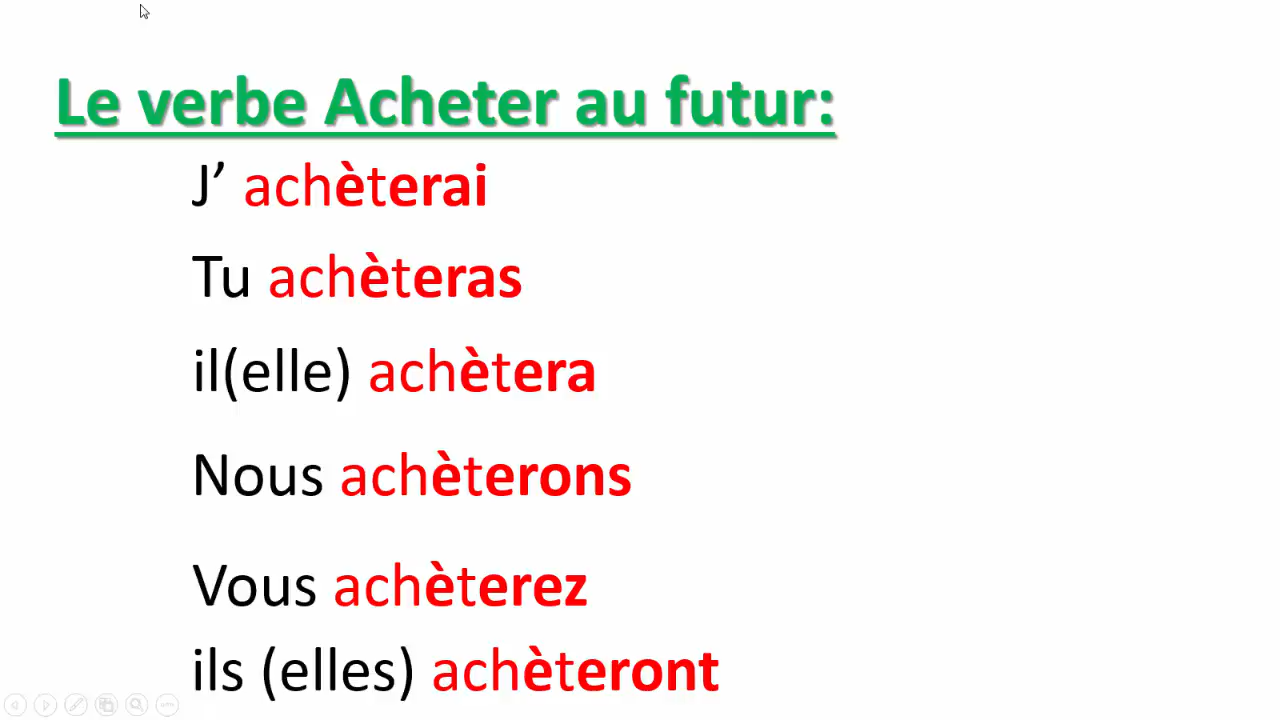 Le verbe Acheter au futur:
J’ achèterai
Tu achèteras
il(elle) achètera
Nous achèterons
Vous achèterez
ils (elles) achèteront